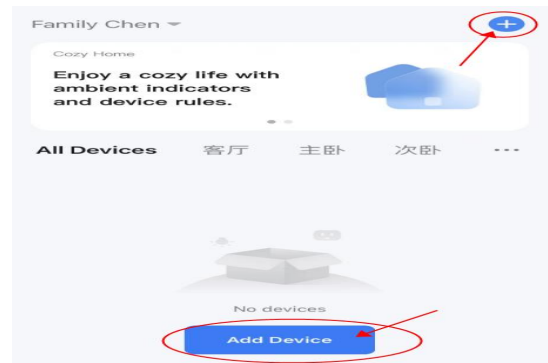 Family Chen
Cozy Home
Enjoy a cozy life with
ambient indicators
and device rules.
All Devices 客厅 主卧 次卧 ...
No devices
Add Device